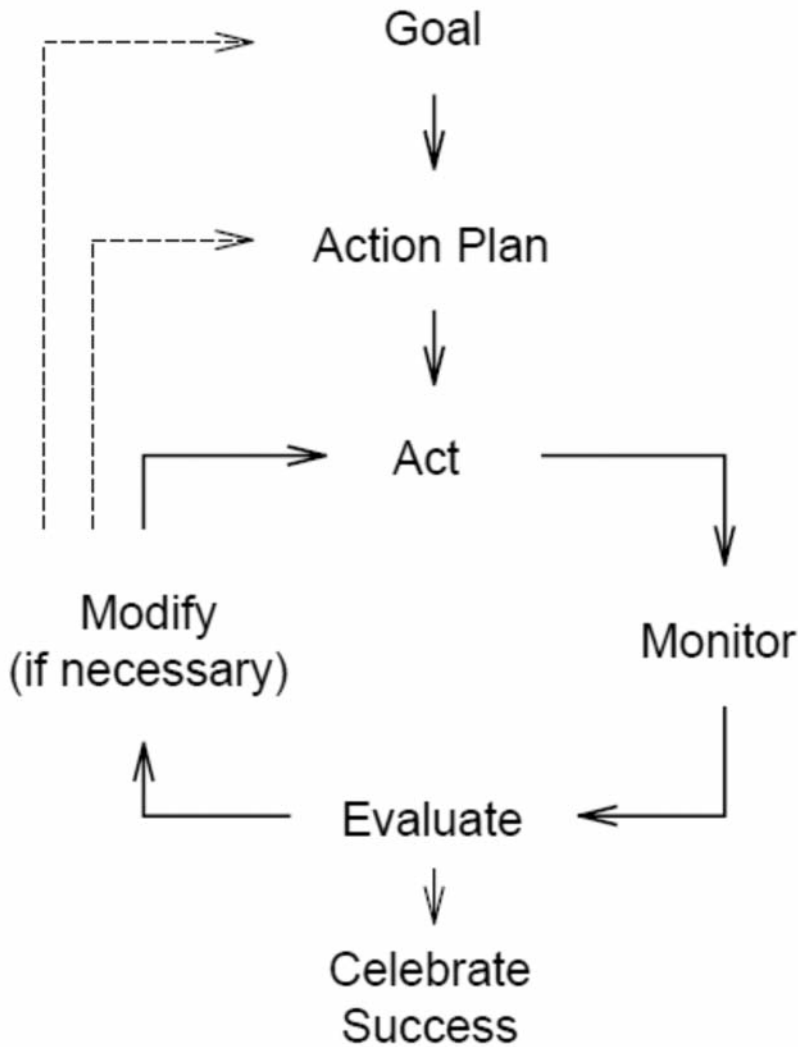 Goal
Action Plan
Act
Modify
(if necessary)
Monitor
Evaluate
Celebrate
Success